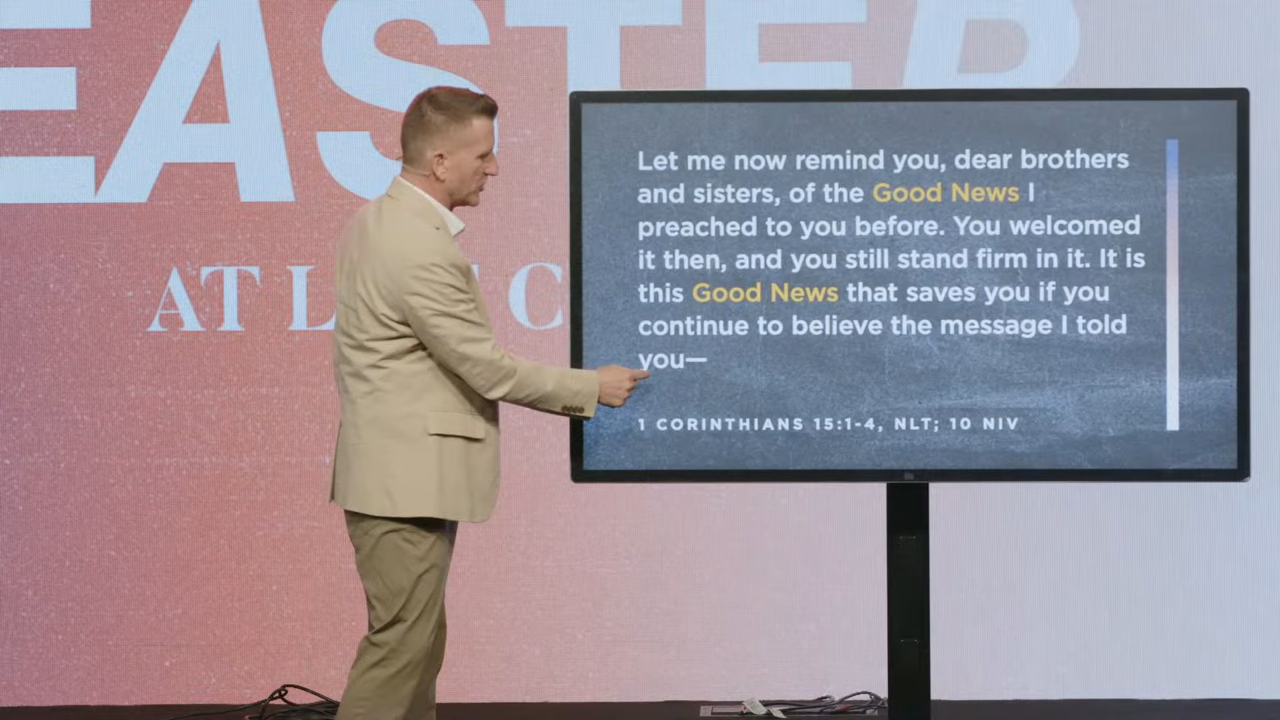 EASTER
AT L
C
Let me now remind you, dear brothers
and sisters, of the Good News I
preached to you before. You welcomed
it then, and you still stand firm in it. It is
this Good News that saves you if you
continue to believe the message I told
you—
1 CORINTHIANS 15:1-4, NLT; 10 NIV